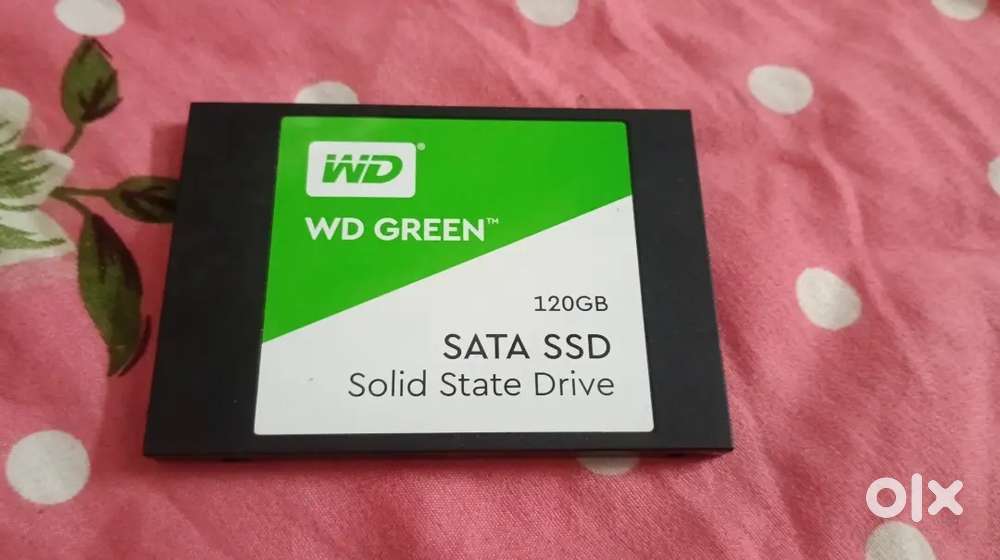 WD®
WD GREEN™
120GB
SATA SSD
Solid State Drive
olx